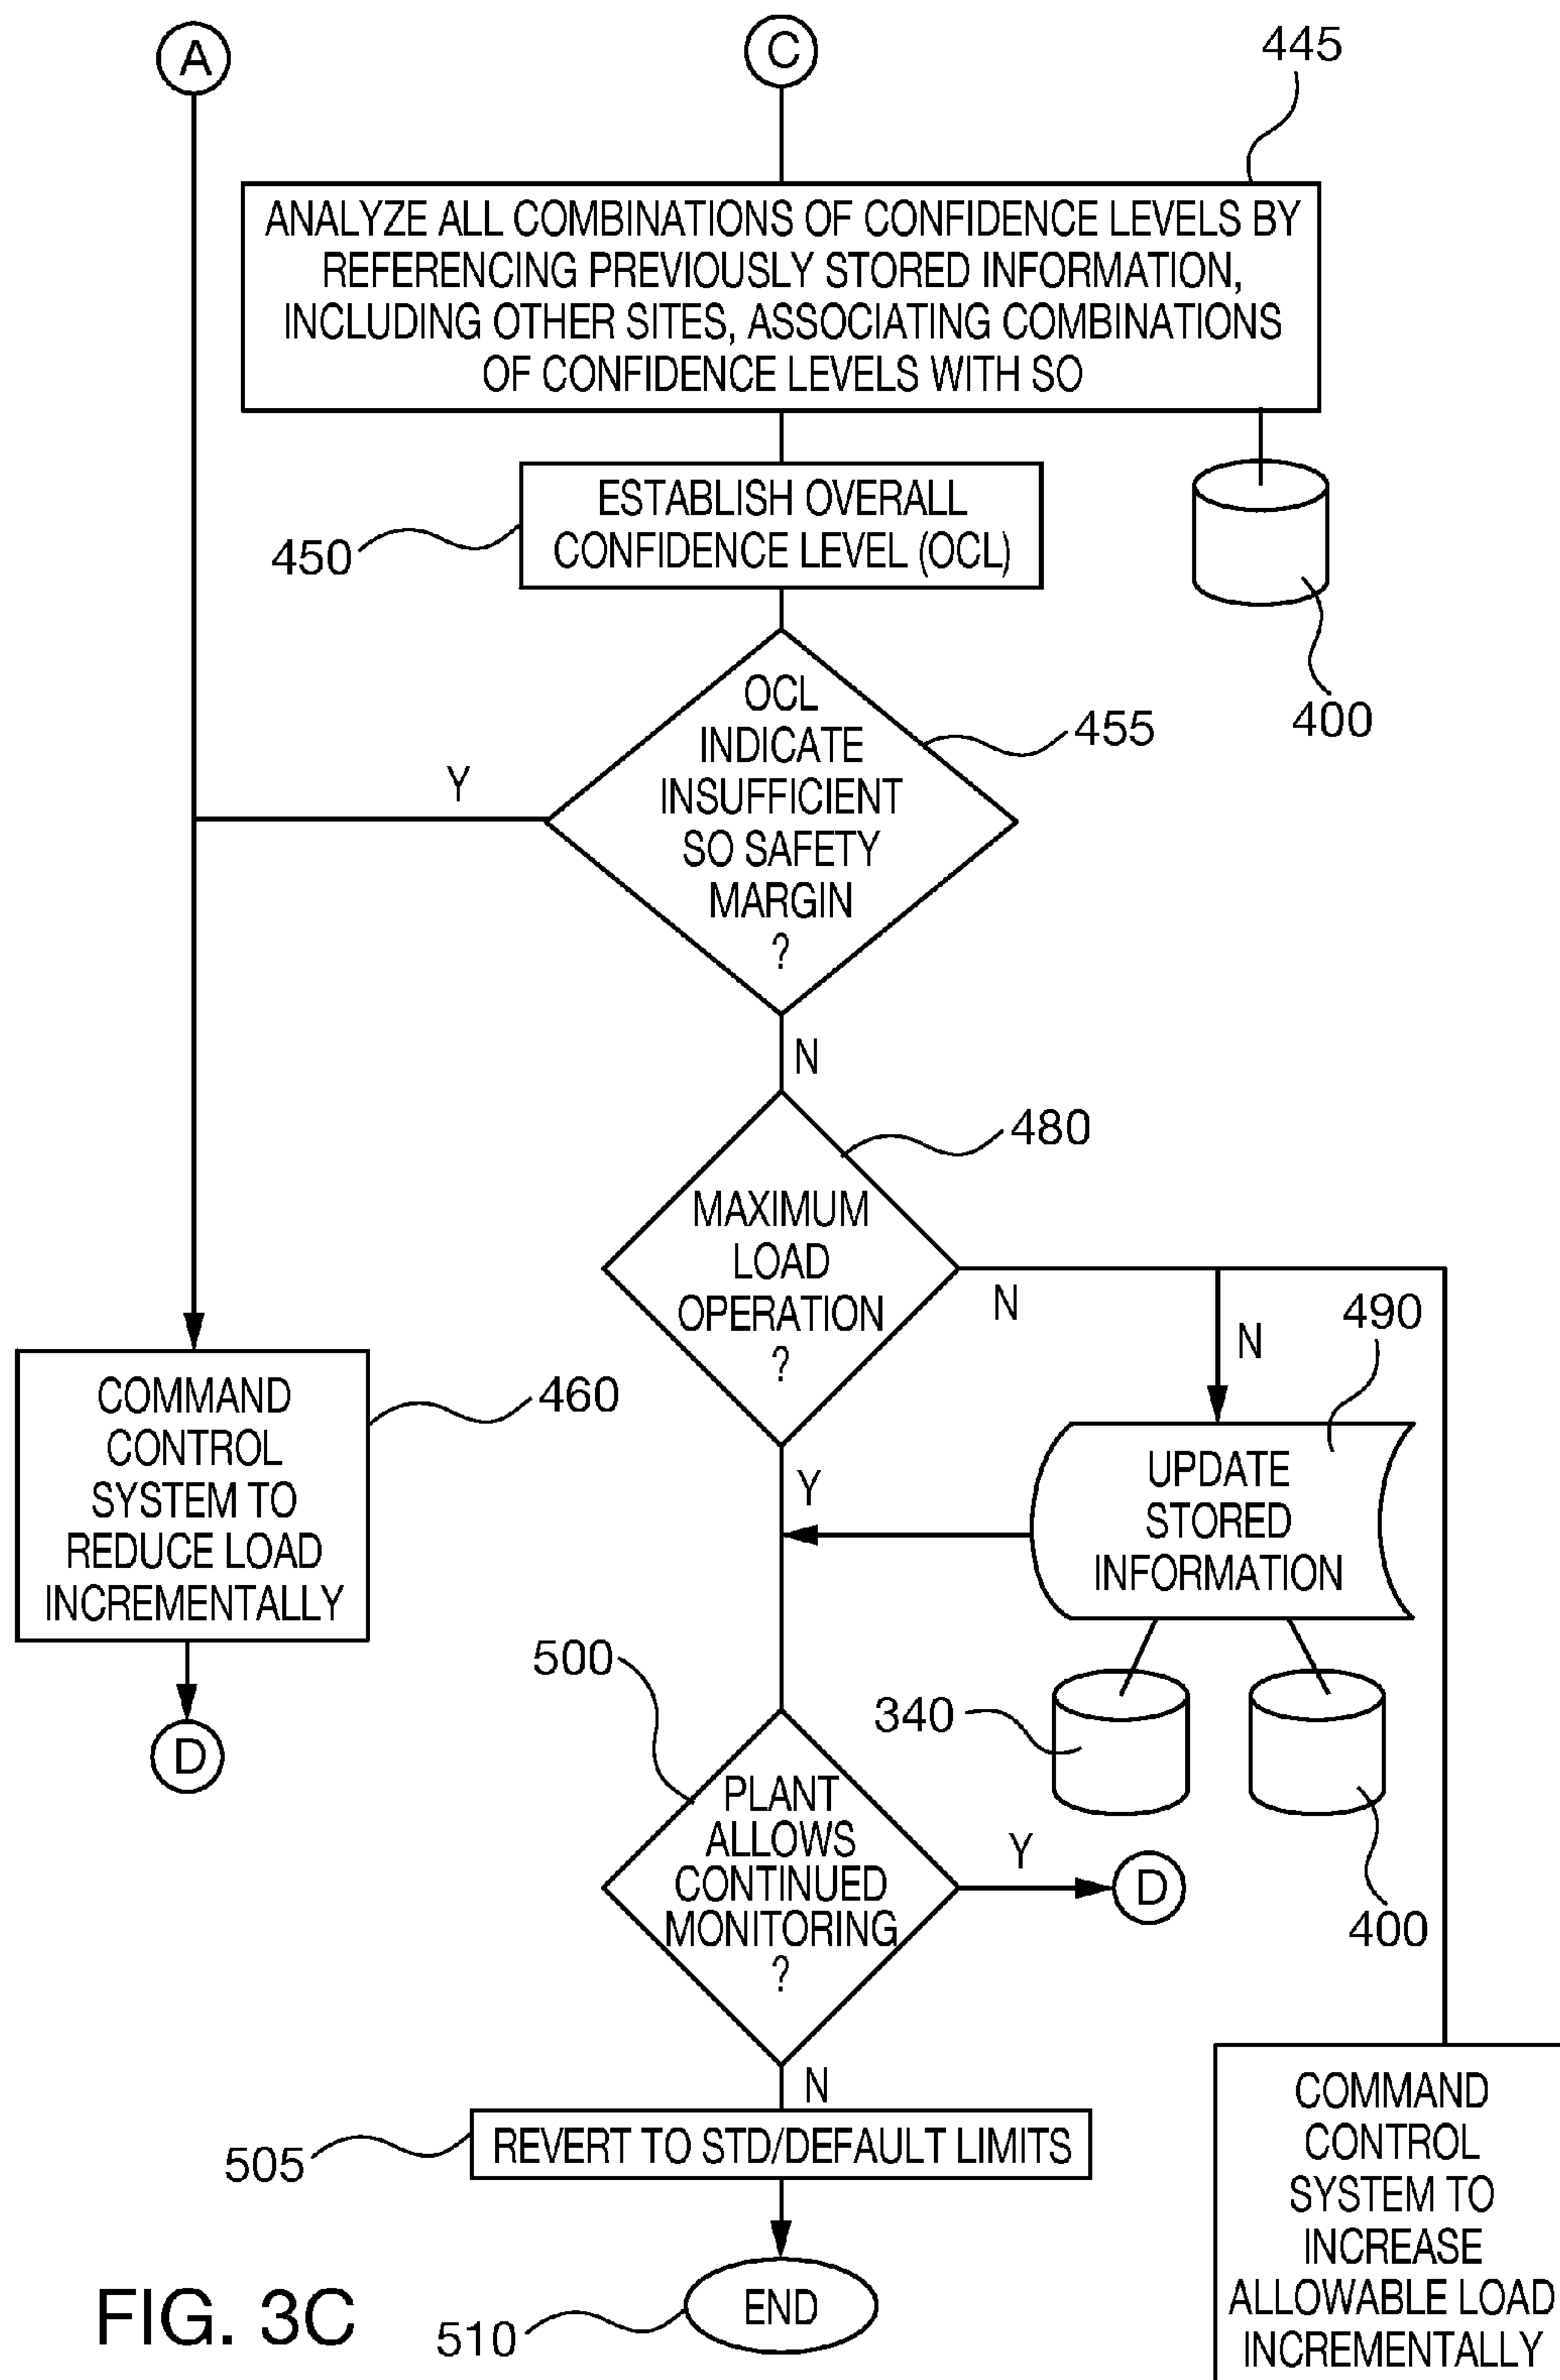 A
C
445
ANALYZE ALL COMBINATIONS OF CONFIDENCE LEVELS BY
REFERENCING PREVIOUSLY STORED INFORMATION,
INCLUDING OTHER SITES, ASSOCIATING COMBINATIONS
OF CONFIDENCE LEVELS WITH SO
450
ESTABLISH OVERALL
CONFIDENCE LEVEL (OCL)
400
OCL
INDICATE
INSUFFICIENT
SO SAFETY
MARGIN
?
455
Y
N
480
MAXIMUM
LOAD
OPERATION
?
N
N
490
COMMAND
CONTROL
SYSTEM TO
REDUCE LOAD
INCREMENTALLY
460
D
Y
UPDATE
STORED
INFORMATION
340
400
500
PLANT
ALLOWS
CONTINUED
MONITORING
?
Y
D
N
505
REVERT TO STD/DEFAULT LIMITS
COMMAND
CONTROL
SYSTEM TO
INCREASE
ALLOWABLE LOAD
INCREMENTALLY
END
510
FIG. 3C